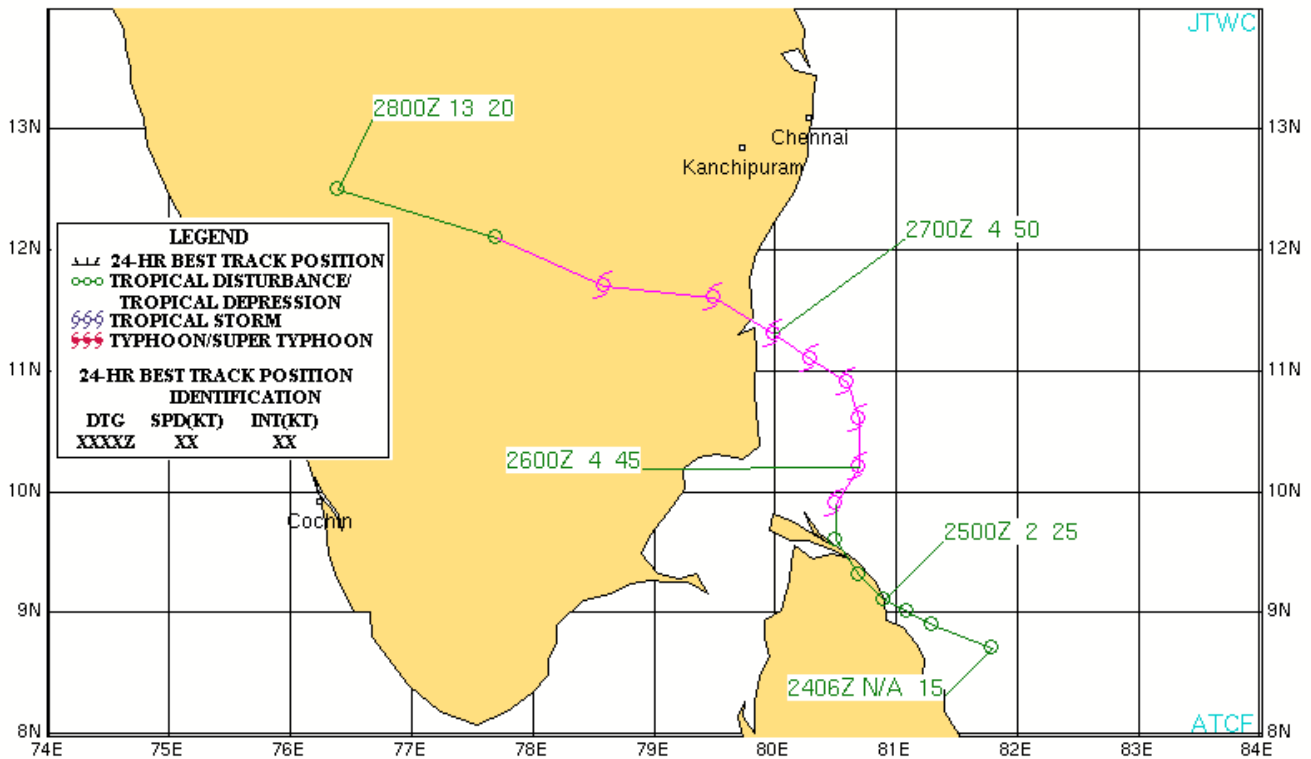 JTWC
2800Z 13 20
13N
13N
Chennai
Kanchipuram
2700Z 4 50
12N
12N
LEGEND
24-HR BEST TRACK POSITION
TROPICAL DISTURBANCE/
TROPICAL DEPRESSION
TROPICAL STORM
TYPHOON/SUPER TYPHOON
24-HR BEST TRACK POSITION
IDENTIFICATION
DTG SPD(KT) INT(KT)
XXXXZ XX XX
11N
11N
2600Z 4 45
10N
10N
Cochin
2500Z 2 25
9N
9N
2406Z N/A 15
ATCF
8N
8N
74E 75E 76E 77E 78E 79E 80E 81E 82E 83E 84E